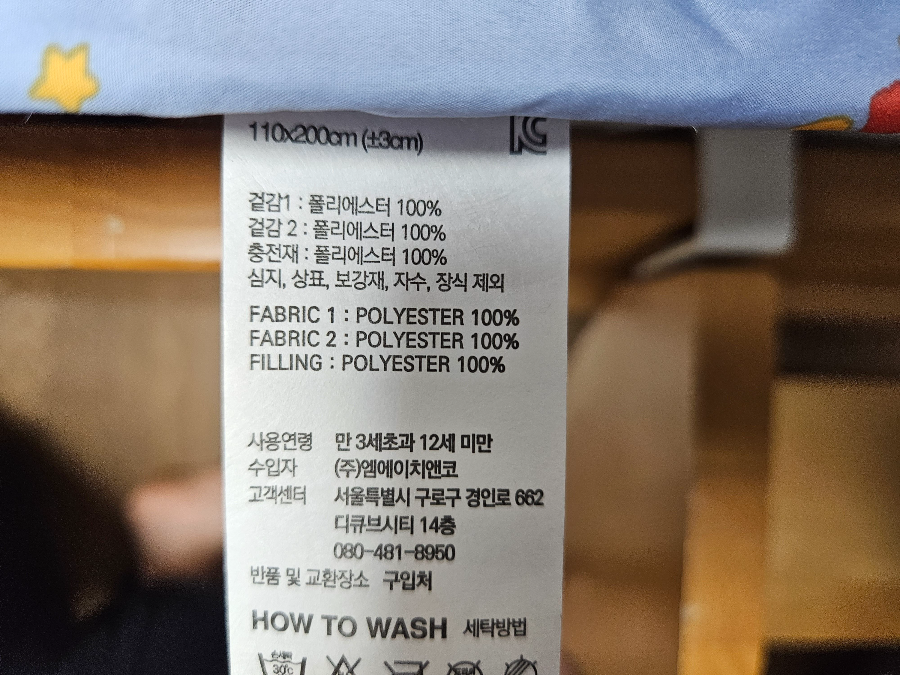 110x200cm (±3cm)
겉감1 : 폴리에스터 100%
겉감 2 : 폴리에스터 100%
충전재 : 폴리에스터 100%
심지, 상표, 보강재, 자수, 장식 제외
FABRIC 1 : POLYESTER 100%
FABRIC 2 : POLYESTER 100%
FILLING : POLYESTER 100%
사용연령 만 3세초과 12세 미만
수입자 (주)엠에이치앤코
고객센터 서울특별시 구로구 경인로 662
디큐브시티 14층
080-481-8950
반품 및 교환장소 구입처
HOW TO WASH 세탁방법
30℃